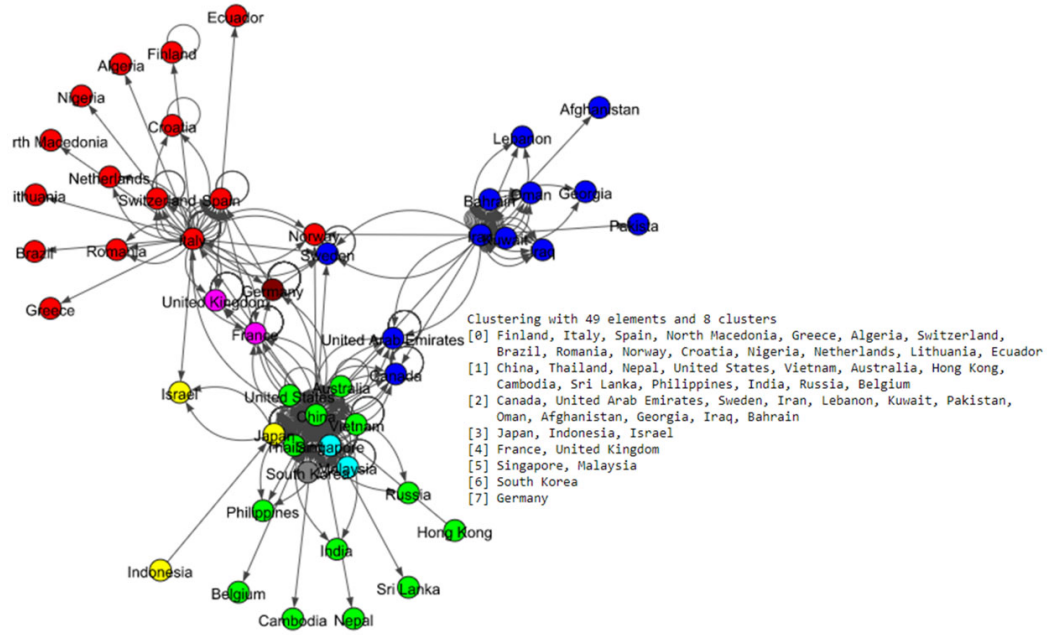 Ecuador
Finland
Algeria
Nigeria
Croatia
rth Macedonia
Netherlands
ithuania
Switzerland
Spain
Italy
Norway
Sweden
Brazil
Romania
Greece
Germany
United Kingdom
France
Afghanistan
Lebanon
Bahrain
Oman
Georgia
Iran
Kuwait
Iraq
Pakista
United Arab Emirates
Canada
Israel
United States
Australia
China
Vietnam
Japan
Singapore
South Korea
Malaysia
Russia
Philippines
Hong Kong
India
Indonesia
Belgium
Sri Lanka
Cambodia
Nepal
Clustering with 49 elements and 8 clusters
[0] Finland, Italy, Spain, North Macedonia, Greece, Algeria, Switzerland,
Brazil, Romania, Norway, Croatia, Nigeria, Netherlands, Lithuania, Ecuador
[1] China, Thailand, Nepal, United States, Vietnam, Australia, Hong Kong,
Cambodia, Sri Lanka, Philippines, India, Russia, Belgium
[2] Canada, United Arab Emirates, Sweden, Iran, Lebanon, Kuwait, Pakistan,
Oman, Afghanistan, Georgia, Iraq, Bahrain
[3] Japan, Indonesia, Israel
[4] France, United Kingdom
[5] Singapore, Malaysia
[6] South Korea
[7] Germany